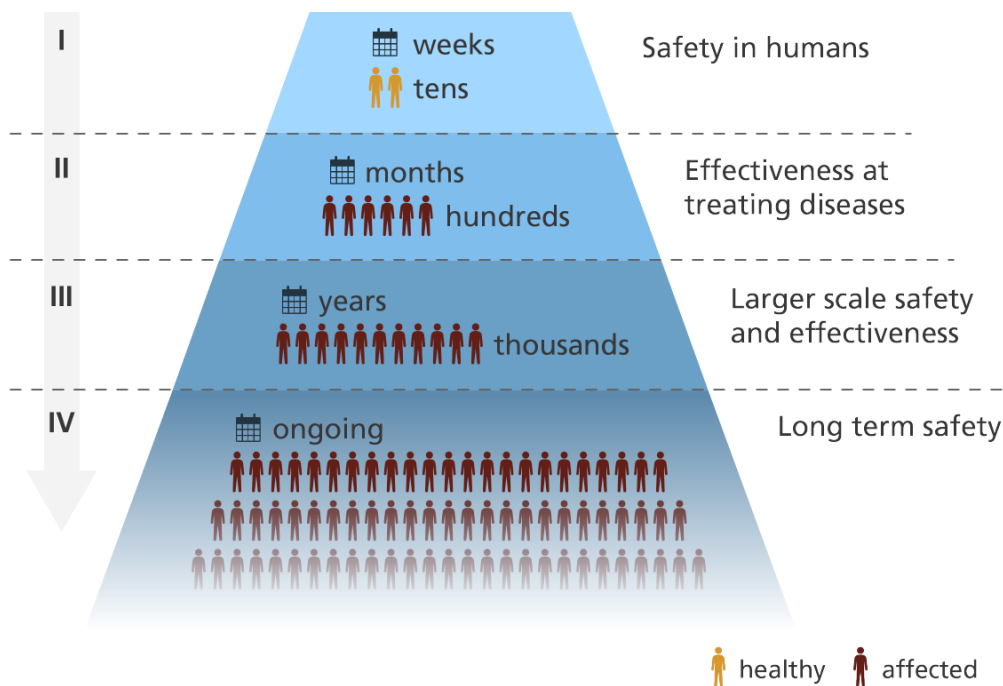 I
weeks
tens
Safety in humans
II
months
hundreds
Effectiveness at
treating diseases
III
years
thousands
Larger scale safety
and effectiveness
IV
ongoing
Long term safety
healthy
affected